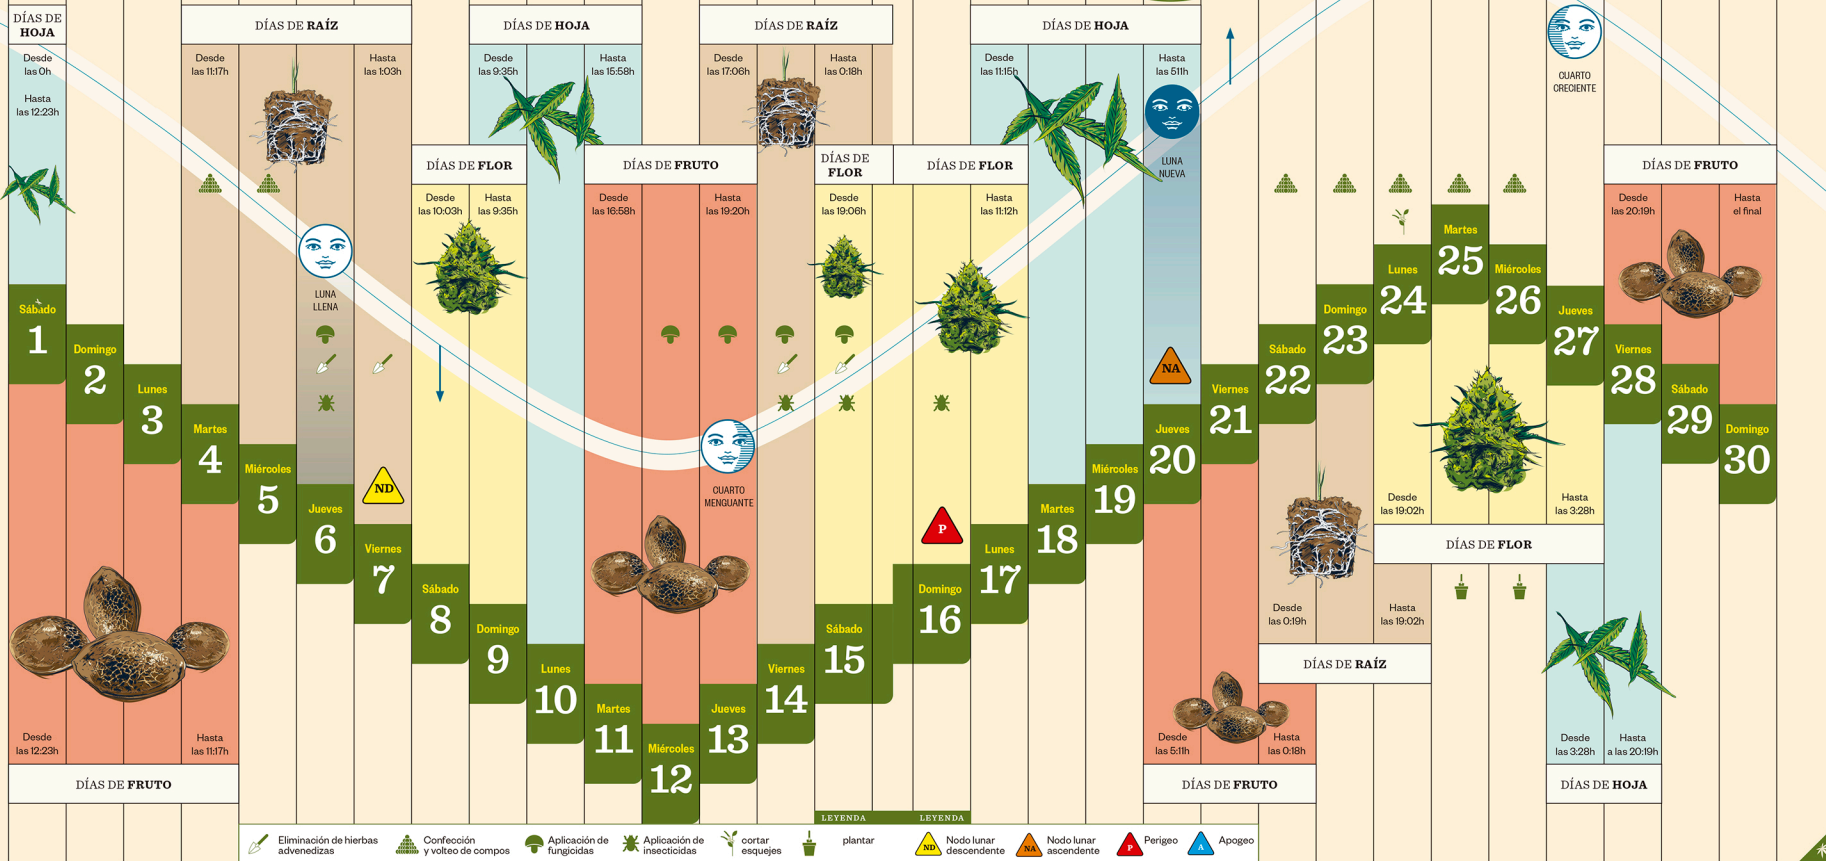 DÍAS DE
HOJA
Desde
las 0h
Hasta
las 12:23h
DÍAS DE RAÍZ
Desde
las 11:17h
Hasta
las 1:03h
DÍAS DE HOJA
Desde
las 9:35h
Hasta
las 15:58h
DÍAS DE RAÍZ
Desde
las 17:06h
Hasta
las 0:18h
DÍAS DE HOJA
Desde
las 11:15h
Hasta
las 511h
CUARTO
CRECIENTE
DÍAS DE FLOR
Desde
las 10:03h
Hasta
las 9:35h
DÍAS DE FRUTO
Desde
las 16:58h
Hasta
las 19:20h
DÍAS DE
FLOR
Desde
las 19:06h
DÍAS DE FLOR
Hasta
las 11:12h
LUNA
NUEVA
DÍAS DE FRUTO
Desde
las 20:19h
Hasta
el final
LUNA
LLENA
CUARTO
MENGUANTE
ND
P
NA
Sábado
1
Domingo
2
Lunes
3
Martes
4
Miércoles
5
Jueves
6
Viernes
7
Sábado
8
Domingo
9
Lunes
10
Martes
11
Miércoles
12
Jueves
13
Viernes
14
Sábado
15
Domingo
16
Lunes
17
Martes
18
Miércoles
19
Jueves
20
Viernes
21
Sábado
22
Domingo
23
Lunes
24
Martes
25
Miércoles
26
Jueves
27
Viernes
28
Sábado
29
Domingo
30
Desde
las 19:02h
Hasta
las 3:28h
DÍAS DE FLOR
Desde
las 0:19h
Hasta
las 19:02h
DÍAS DE RAÍZ
Desde
las 12:23h
Hasta
las 11:17h
DÍAS DE FRUTO
Desde
las 5:11h
Hasta
las 0:18h
DÍAS DE FRUTO
Desde
las 3:28h
Hasta
a las 20:19h
DÍAS DE HOJA
LEYENDA
LEYENDA
Eliminación de hierbas
advenedizas
Confección
y volteo de compos
Aplicación de
fungicidas
Aplicación de
insecticidas
cortar
esquejes
plantar
ND
Nodo lunar
descendente
NA
Nodo lunar
ascendente
P
Perigeo
A
Apogeo